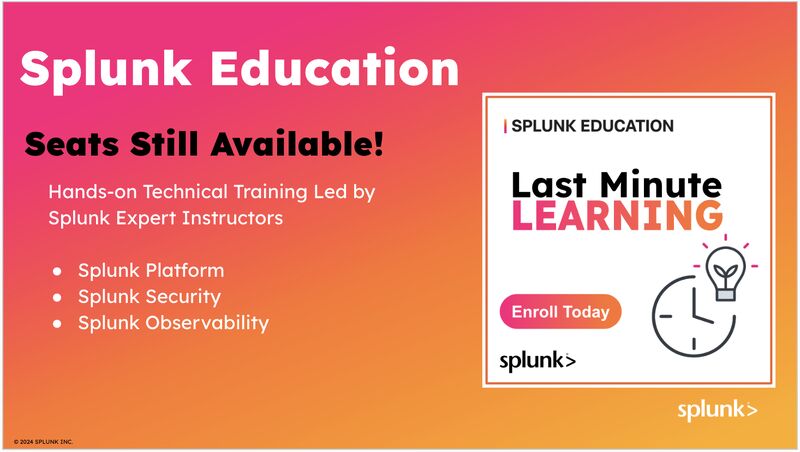 Splunk Education
Seats Still Available!
Hands-on Technical Training Led by
Splunk Expert Instructors
● Splunk Platform
● Splunk Security
● Splunk Observability
SPLUNK EDUCATION
Last Minute
LEARNING
Enroll Today
splunk>
splunk>
© 2024 SPLUNK INC.